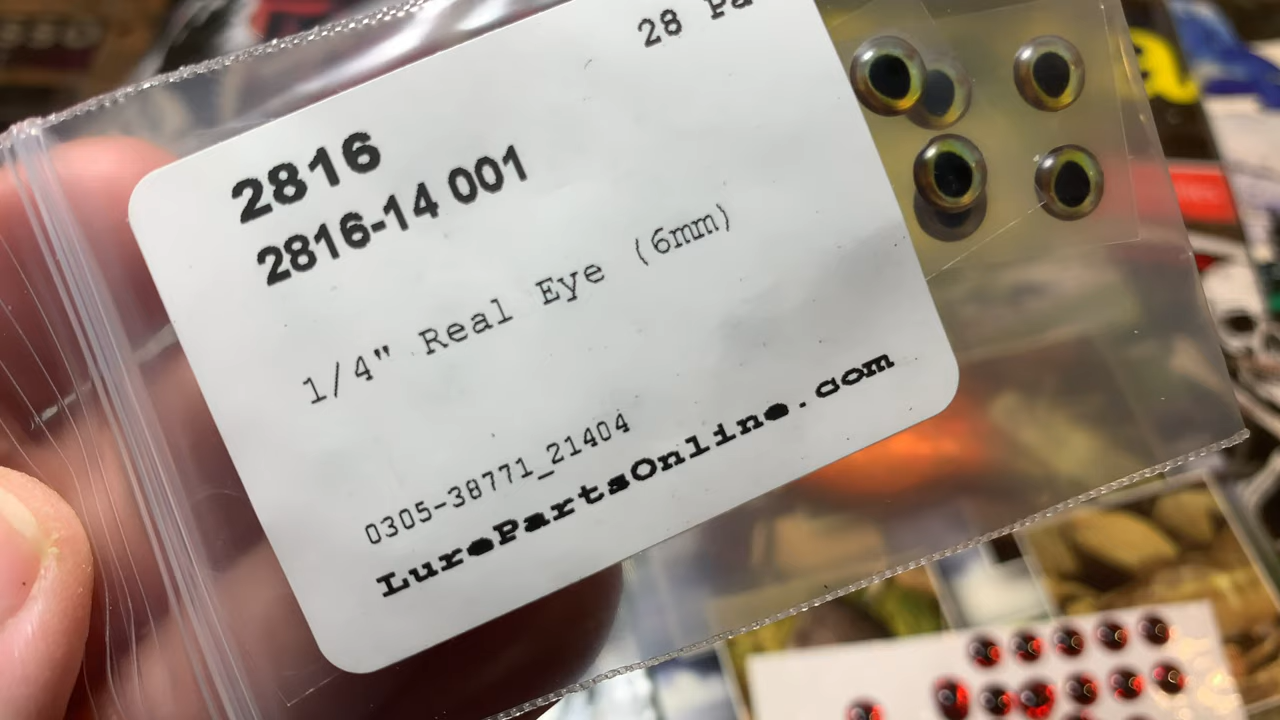 28 Pa
2816
2816-14 001
1/4" Real Eye (6mm)
0305-38771_21404
LurePartsOnline.com